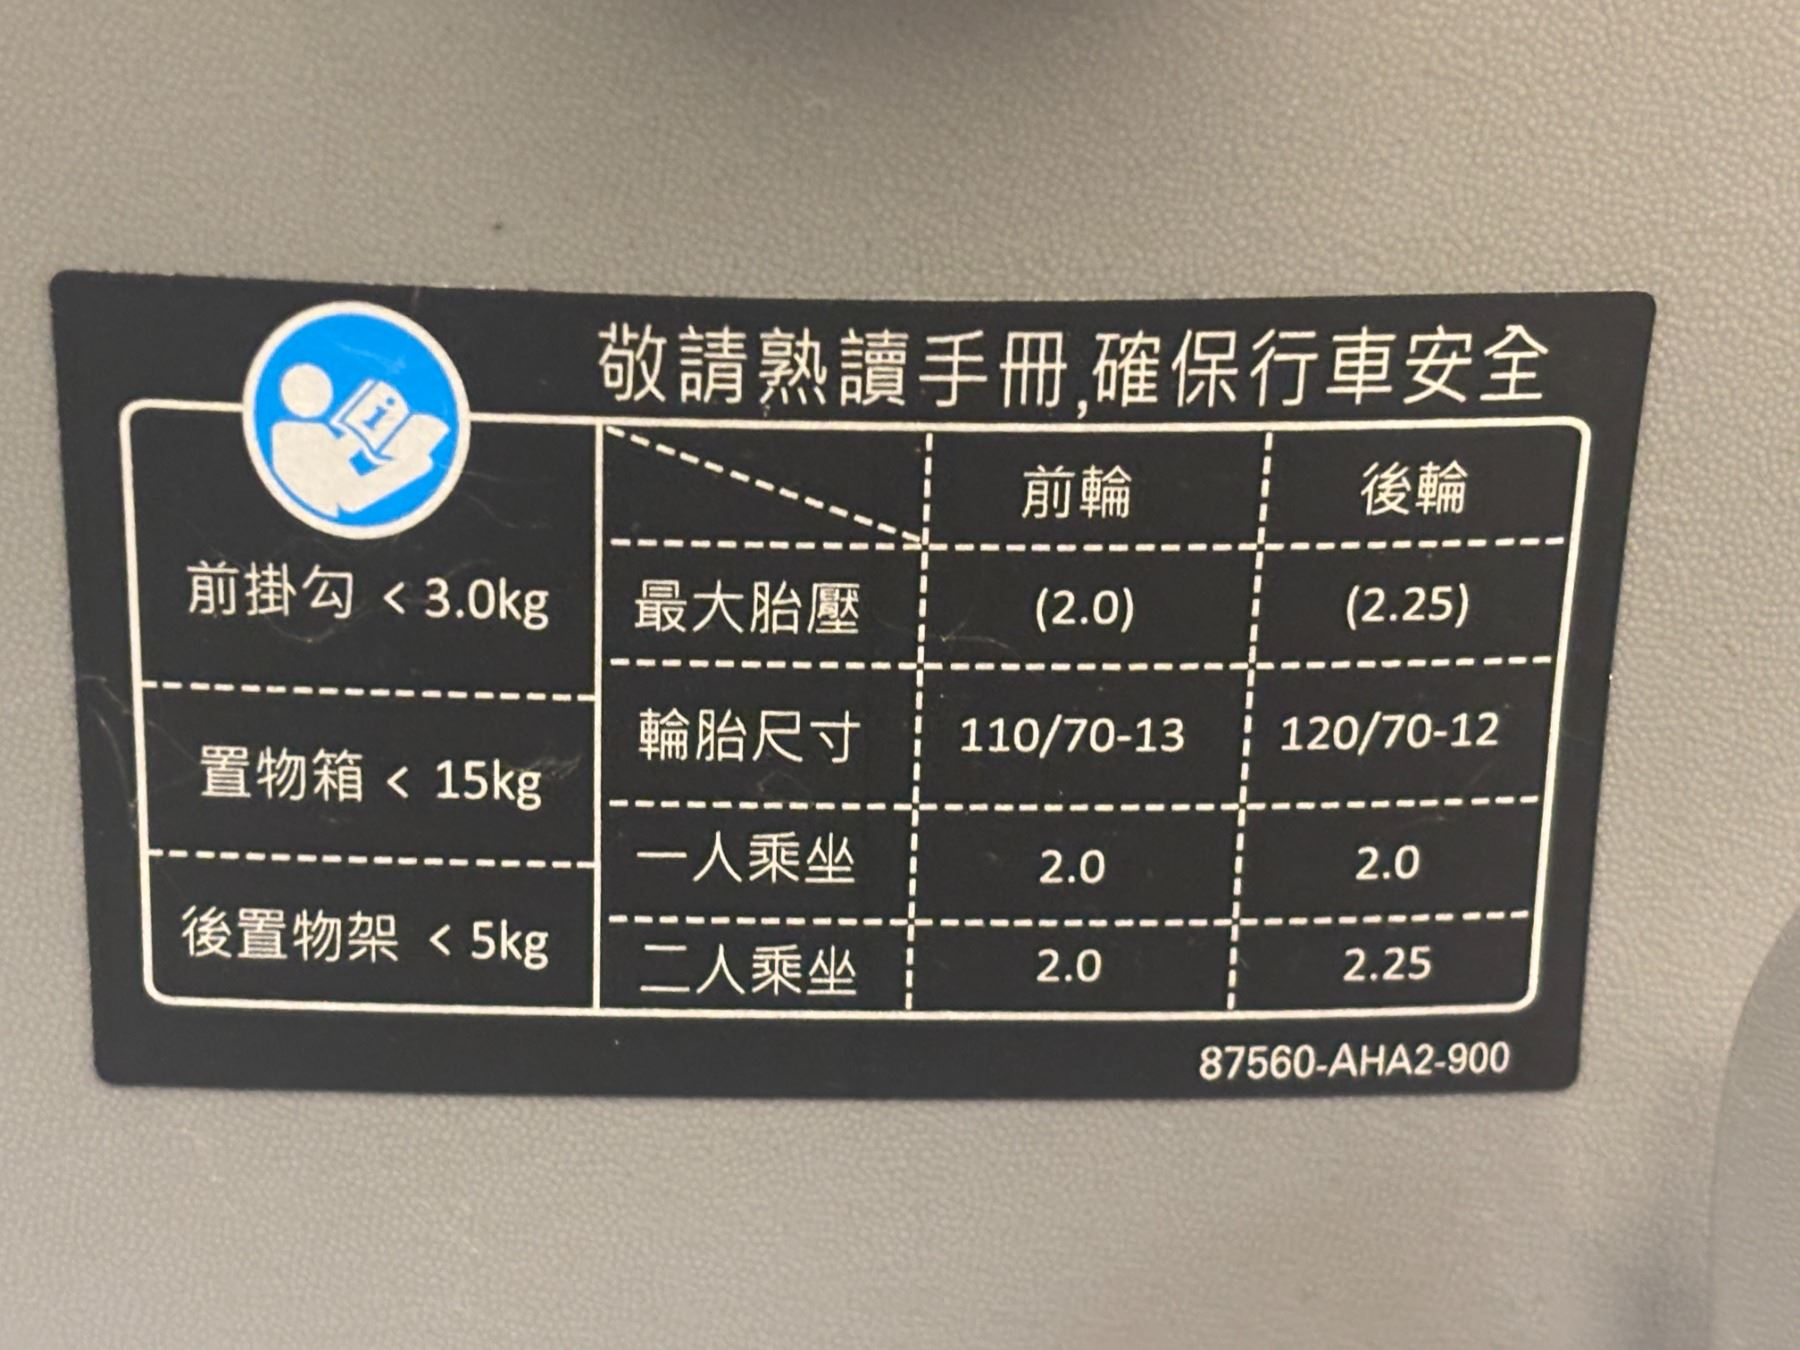 敬請熟讀手冊,確保行車安全
前掛勾 < 3.0kg
置物箱 < 15kg
後置物架 < 5kg
前輪 後輪
最大胎壓 (2.0) (2.25)
輪胎尺寸 110/70-13 120/70-12
一人乘坐 2.0 2.0
二人乘坐 2.0 2.25
87560-AHA2-900